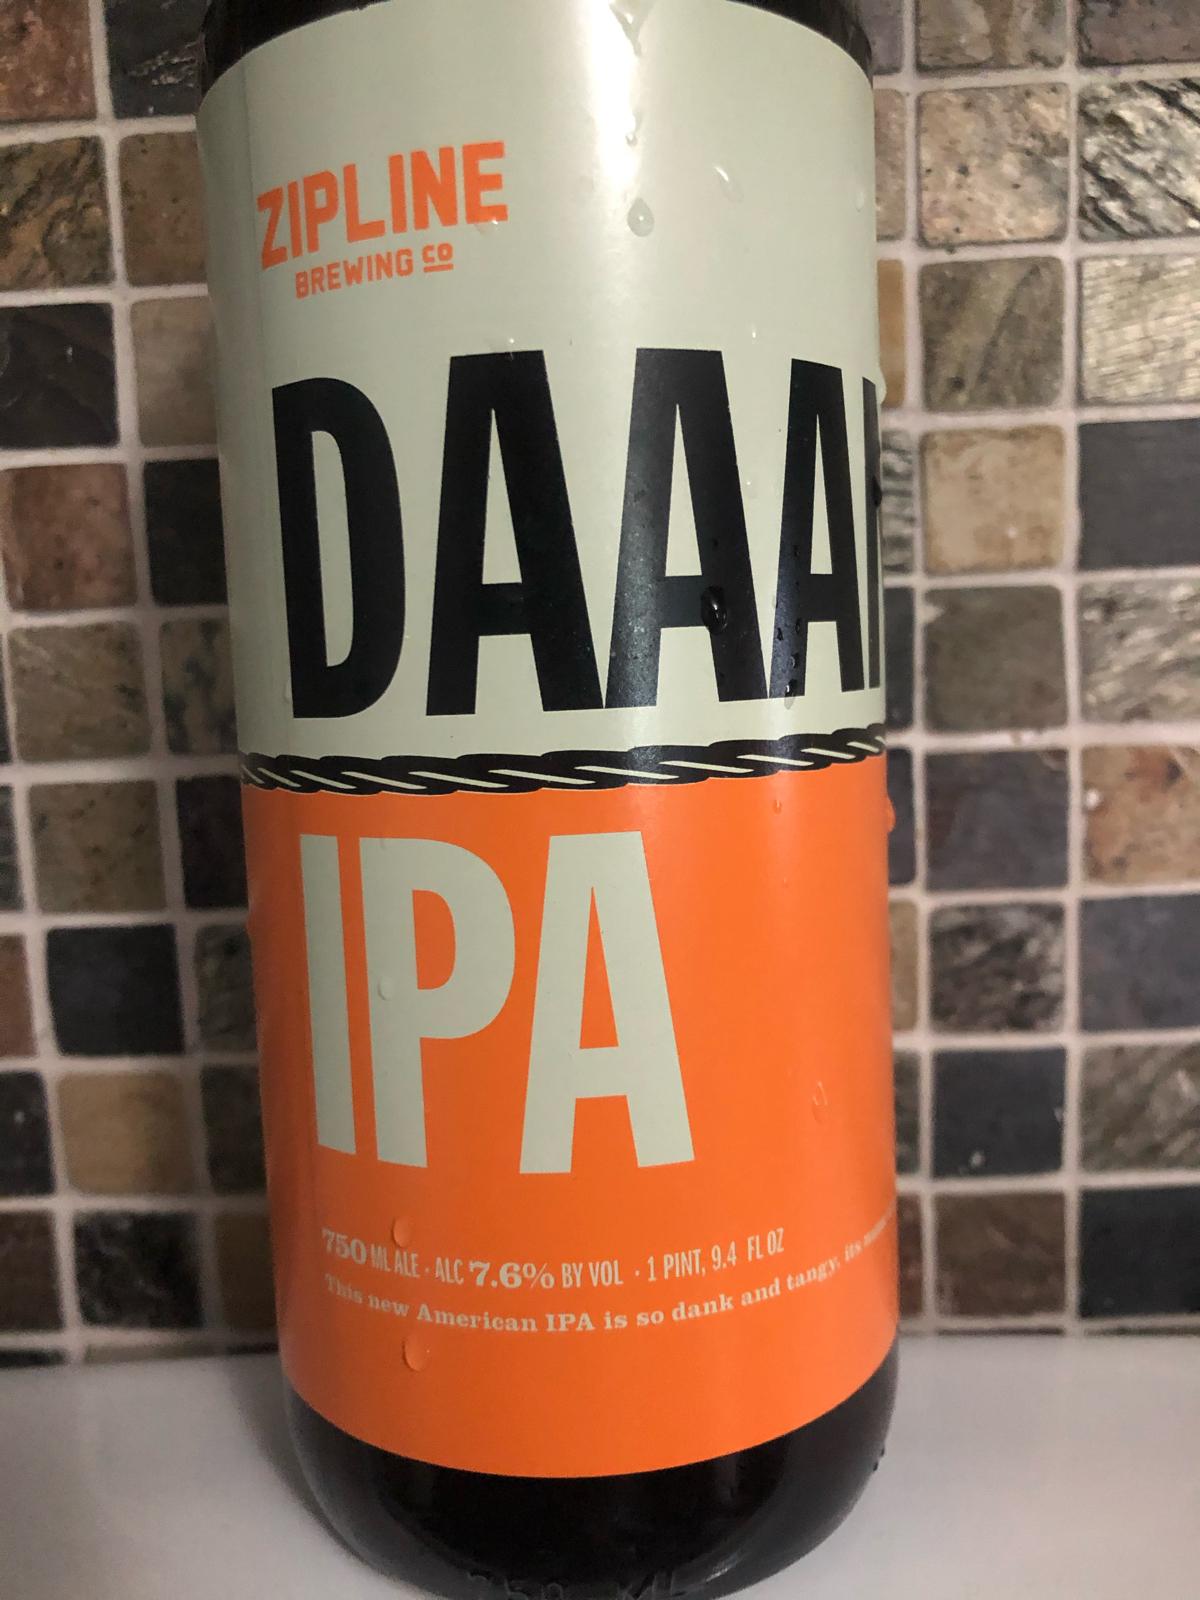 ZIPLINE
BREWING CO
DAAA
IPA
750 ML ALE · ALC 7.6% BY VOL · 1 PINT, 9.4 FL OZ
This new American IPA is so dank and tangy, its